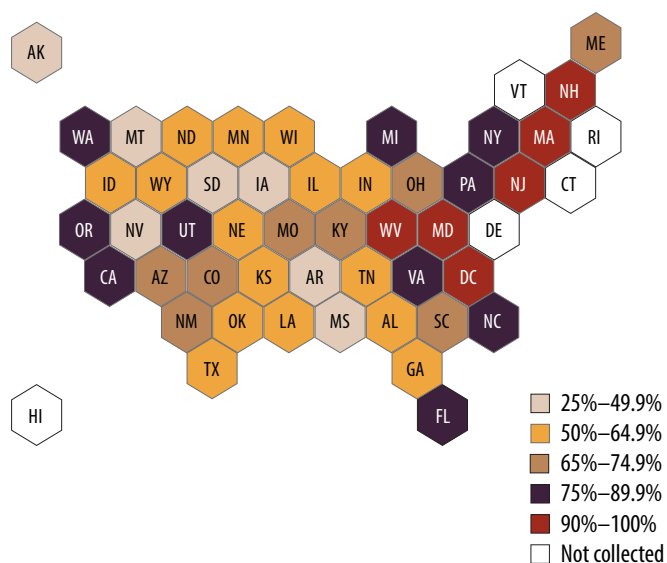 AK
ME
VT
NH
WA
MT
ND
MN
WI
MI
NY
MA
RI
ID
WY
SD
IA
IL
IN
OH
PA
NJ
CT
OR
NV
UT
NE
MO
KY
WV
MD
DE
CA
AZ
CO
KS
AR
TN
VA
DC
NM
OK
LA
MS
AL
SC
NC
TX
GA
HI
FL
25%–49.9%
50%–64.9%
65%–74.9%
75%–89.9%
90%–100%
Not collected